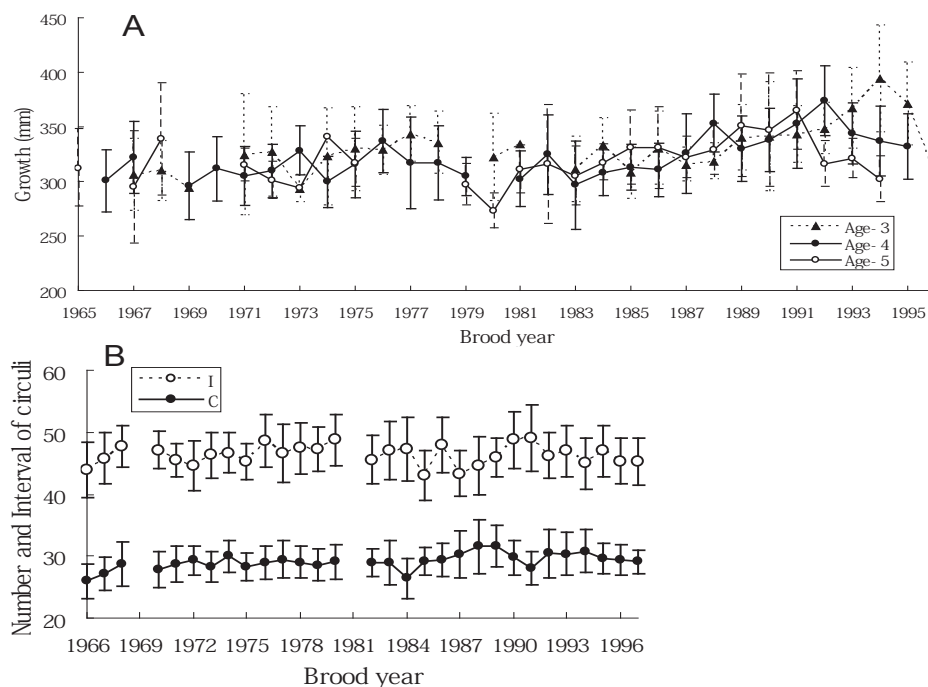 A
450
400
350
300
250
200
Growth (mm)
Age- 3
Age- 4
Age- 5
1965 1967 1969 1971 1973 1975 1977 1979 1981 1983 1985 1987 1989 1991 1993 1995
Brood year
B
60
50
40
30
20
Number and Interval of circuli
I
C
1966 1969 1972 1975 1978 1981 1984 1987 1990 1993 1996
Brood year